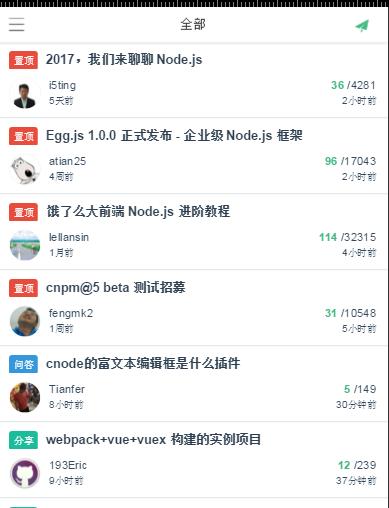 全部
置顶 2017，我们来聊聊 Node.js
i5ting 36 /4281
5天前 2小时前
置顶 Egg.js 1.0.0 正式发布 - 企业级 Node.js 框架
atian25 96 /17043
4周前 2小时前
置顶 饿了么大前端 Node.js 进阶教程
lellansin 114 /32315
1月前 4小时前
置顶 cnpm@5 beta 测试招募
fengmk2 31 /10548
1周前 5小时前
问答 cnode的富文本编辑框是什么插件
Tianfer 5 /149
8小时前 30分钟前
分享 webpack+vue+vuex 构建的实例项目
193Eric 12 /239
9小时前 37分钟前